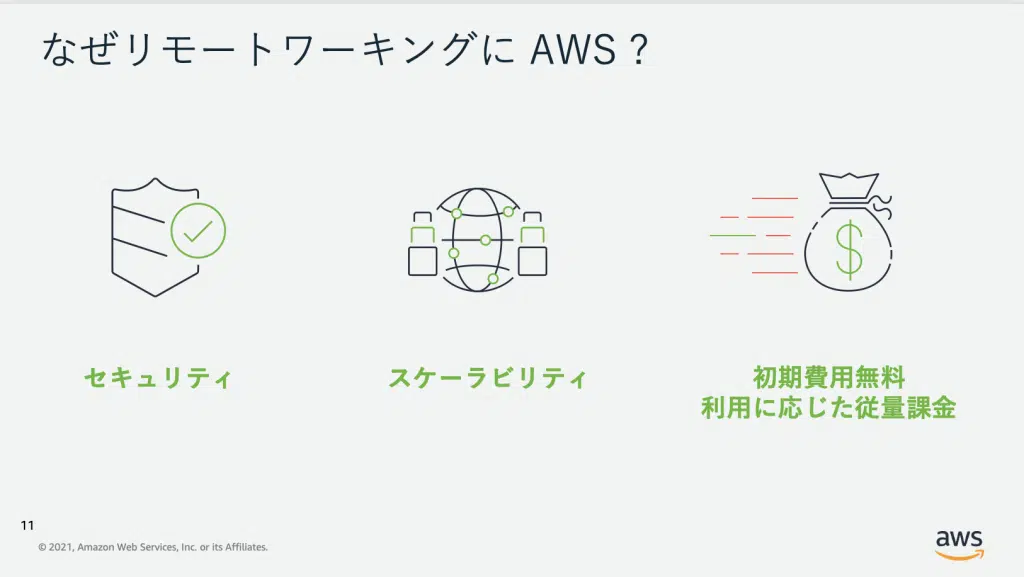 なぜリモートワーキングに AWS ?
$
セキュリティ
スケーラビリティ
初期費用無料
利用に応じた従量課金
11
© 2021, Amazon Web Services, Inc. or its Affiliates.
aws